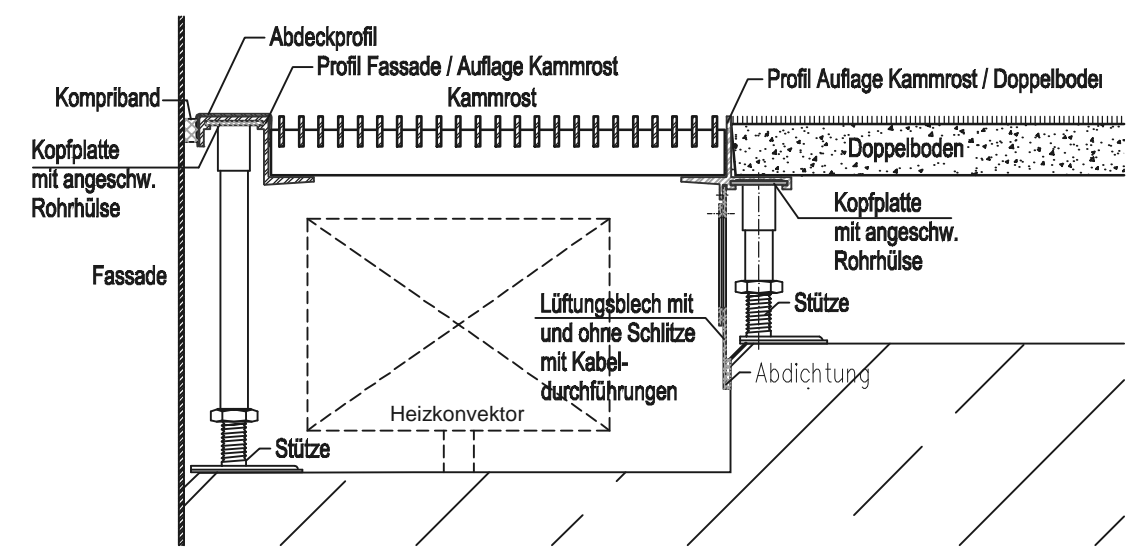 Abdeckprofil
Profil Fassade / Auflage Kammrost
Kammrost
Profil Auflage Kammrost / Doppelboden
Kompriband
Kopfplatte
mit angeschw.
Rohrhülse
Doppelboden
Kopfplatte
mit angeschw.
Rohrhülse
Fassade
Lüftungsblech mit
und ohne Schlitze
mit Kabel-
durchführungen
Stütze
Abdichtung
Heizkonvektor
Stütze